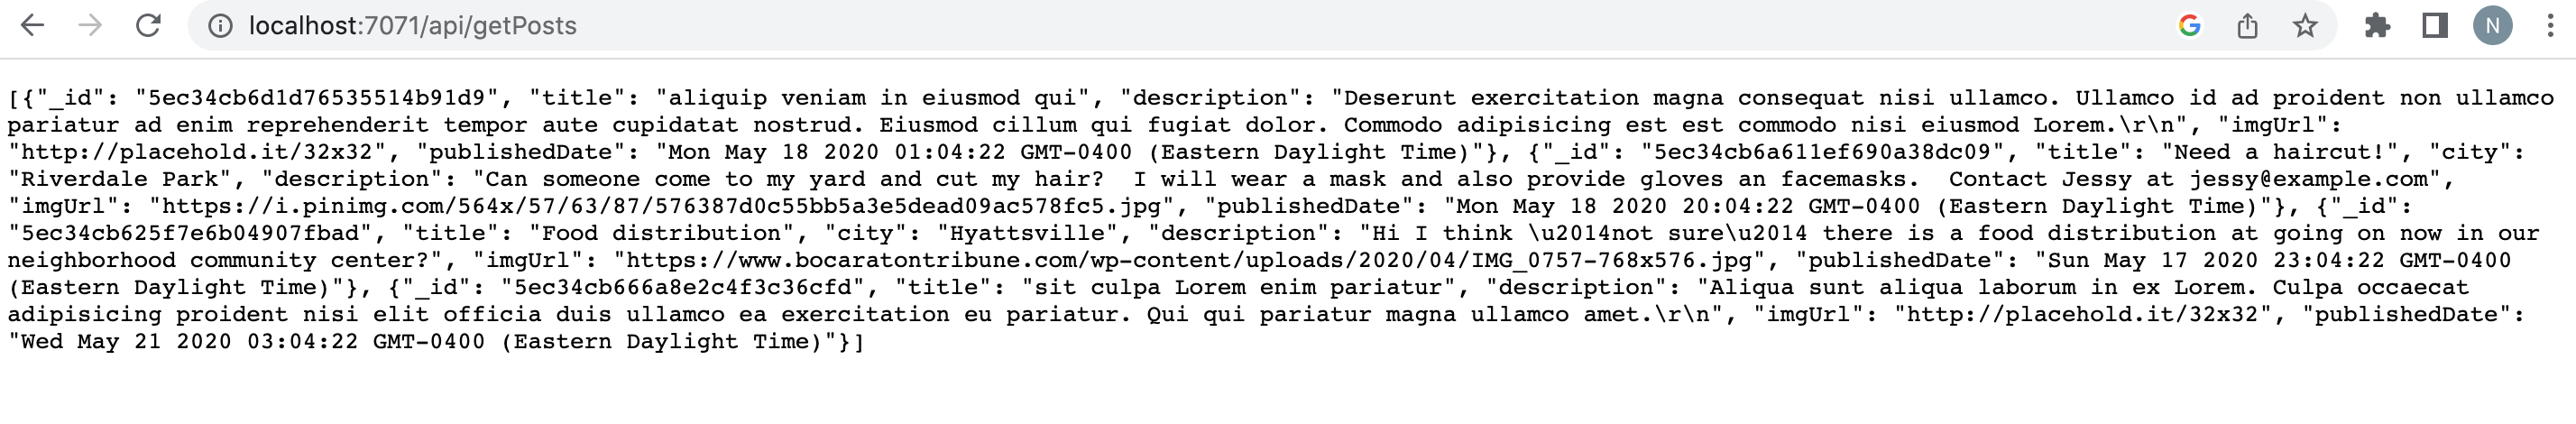 localhost:7071/api/getPosts
N
[{"_id": "5ec34cb6d1d76535514b91d9", "title": "aliquip veniam in eiusmod qui", "description": "Deserunt exercitation magna consequat nisi ullamco. Ullamco id ad proident non ullamco
pariatur ad enim reprehenderit tempor aute cupidatat nostrud. Eiusmod cillum qui fugiat dolor. Commodo adipisicing est est commodo nisi eiusmod Lorem.\r\n", "imgUrl":
"http://placehold.it/32x32", "publishedDate": "Mon May 18 2020 01:04:22 GMT-0400 (Eastern Daylight Time)"}, {"_id": "5ec34cb6a611ef690a38dc09", "title": "Need a haircut!", "city":
"Riverdale Park", "description": "Can someone come to my yard and cut my hair?  I will wear a mask and also provide gloves an facemasks.  Contact Jessy at jessy@example.com",
"imgUrl": "https://i.pinimg.com/564x/57/63/87/576387d0c55bb5a3e5dead09ac578fc5.jpg", "publishedDate": "Mon May 18 2020 20:04:22 GMT-0400 (Eastern Daylight Time)"}, {"_id":
"5ec34cb625f7e6b04907fbad", "title": "Food distribution", "city": "Hyattsville", "description": "Hi I think \u2014not sure\u2014 there is a food distribution at going on now in our
neighborhood community center?", "imgUrl": "https://www.bocaratontribune.com/wp-content/uploads/2020/04/IMG_0757-768x576.jpg", "publishedDate": "Sun May 17 2020 23:04:22 GMT-0400
(Eastern Daylight Time)"}, {"_id": "5ec34cb666a8e2c4f3c36cfd", "title": "sit culpa Lorem enim pariatur", "description": "Aliqua sunt aliqua laborum in ex Lorem. Culpa occaecat
adipisicing proident nisi elit officia duis ullamco ea exercitation eu pariatur. Qui qui pariatur magna ullamco amet.\r\n", "imgUrl": "http://placehold.it/32x32", "publishedDate":
"Wed May 21 2020 03:04:22 GMT-0400 (Eastern Daylight Time)"}]